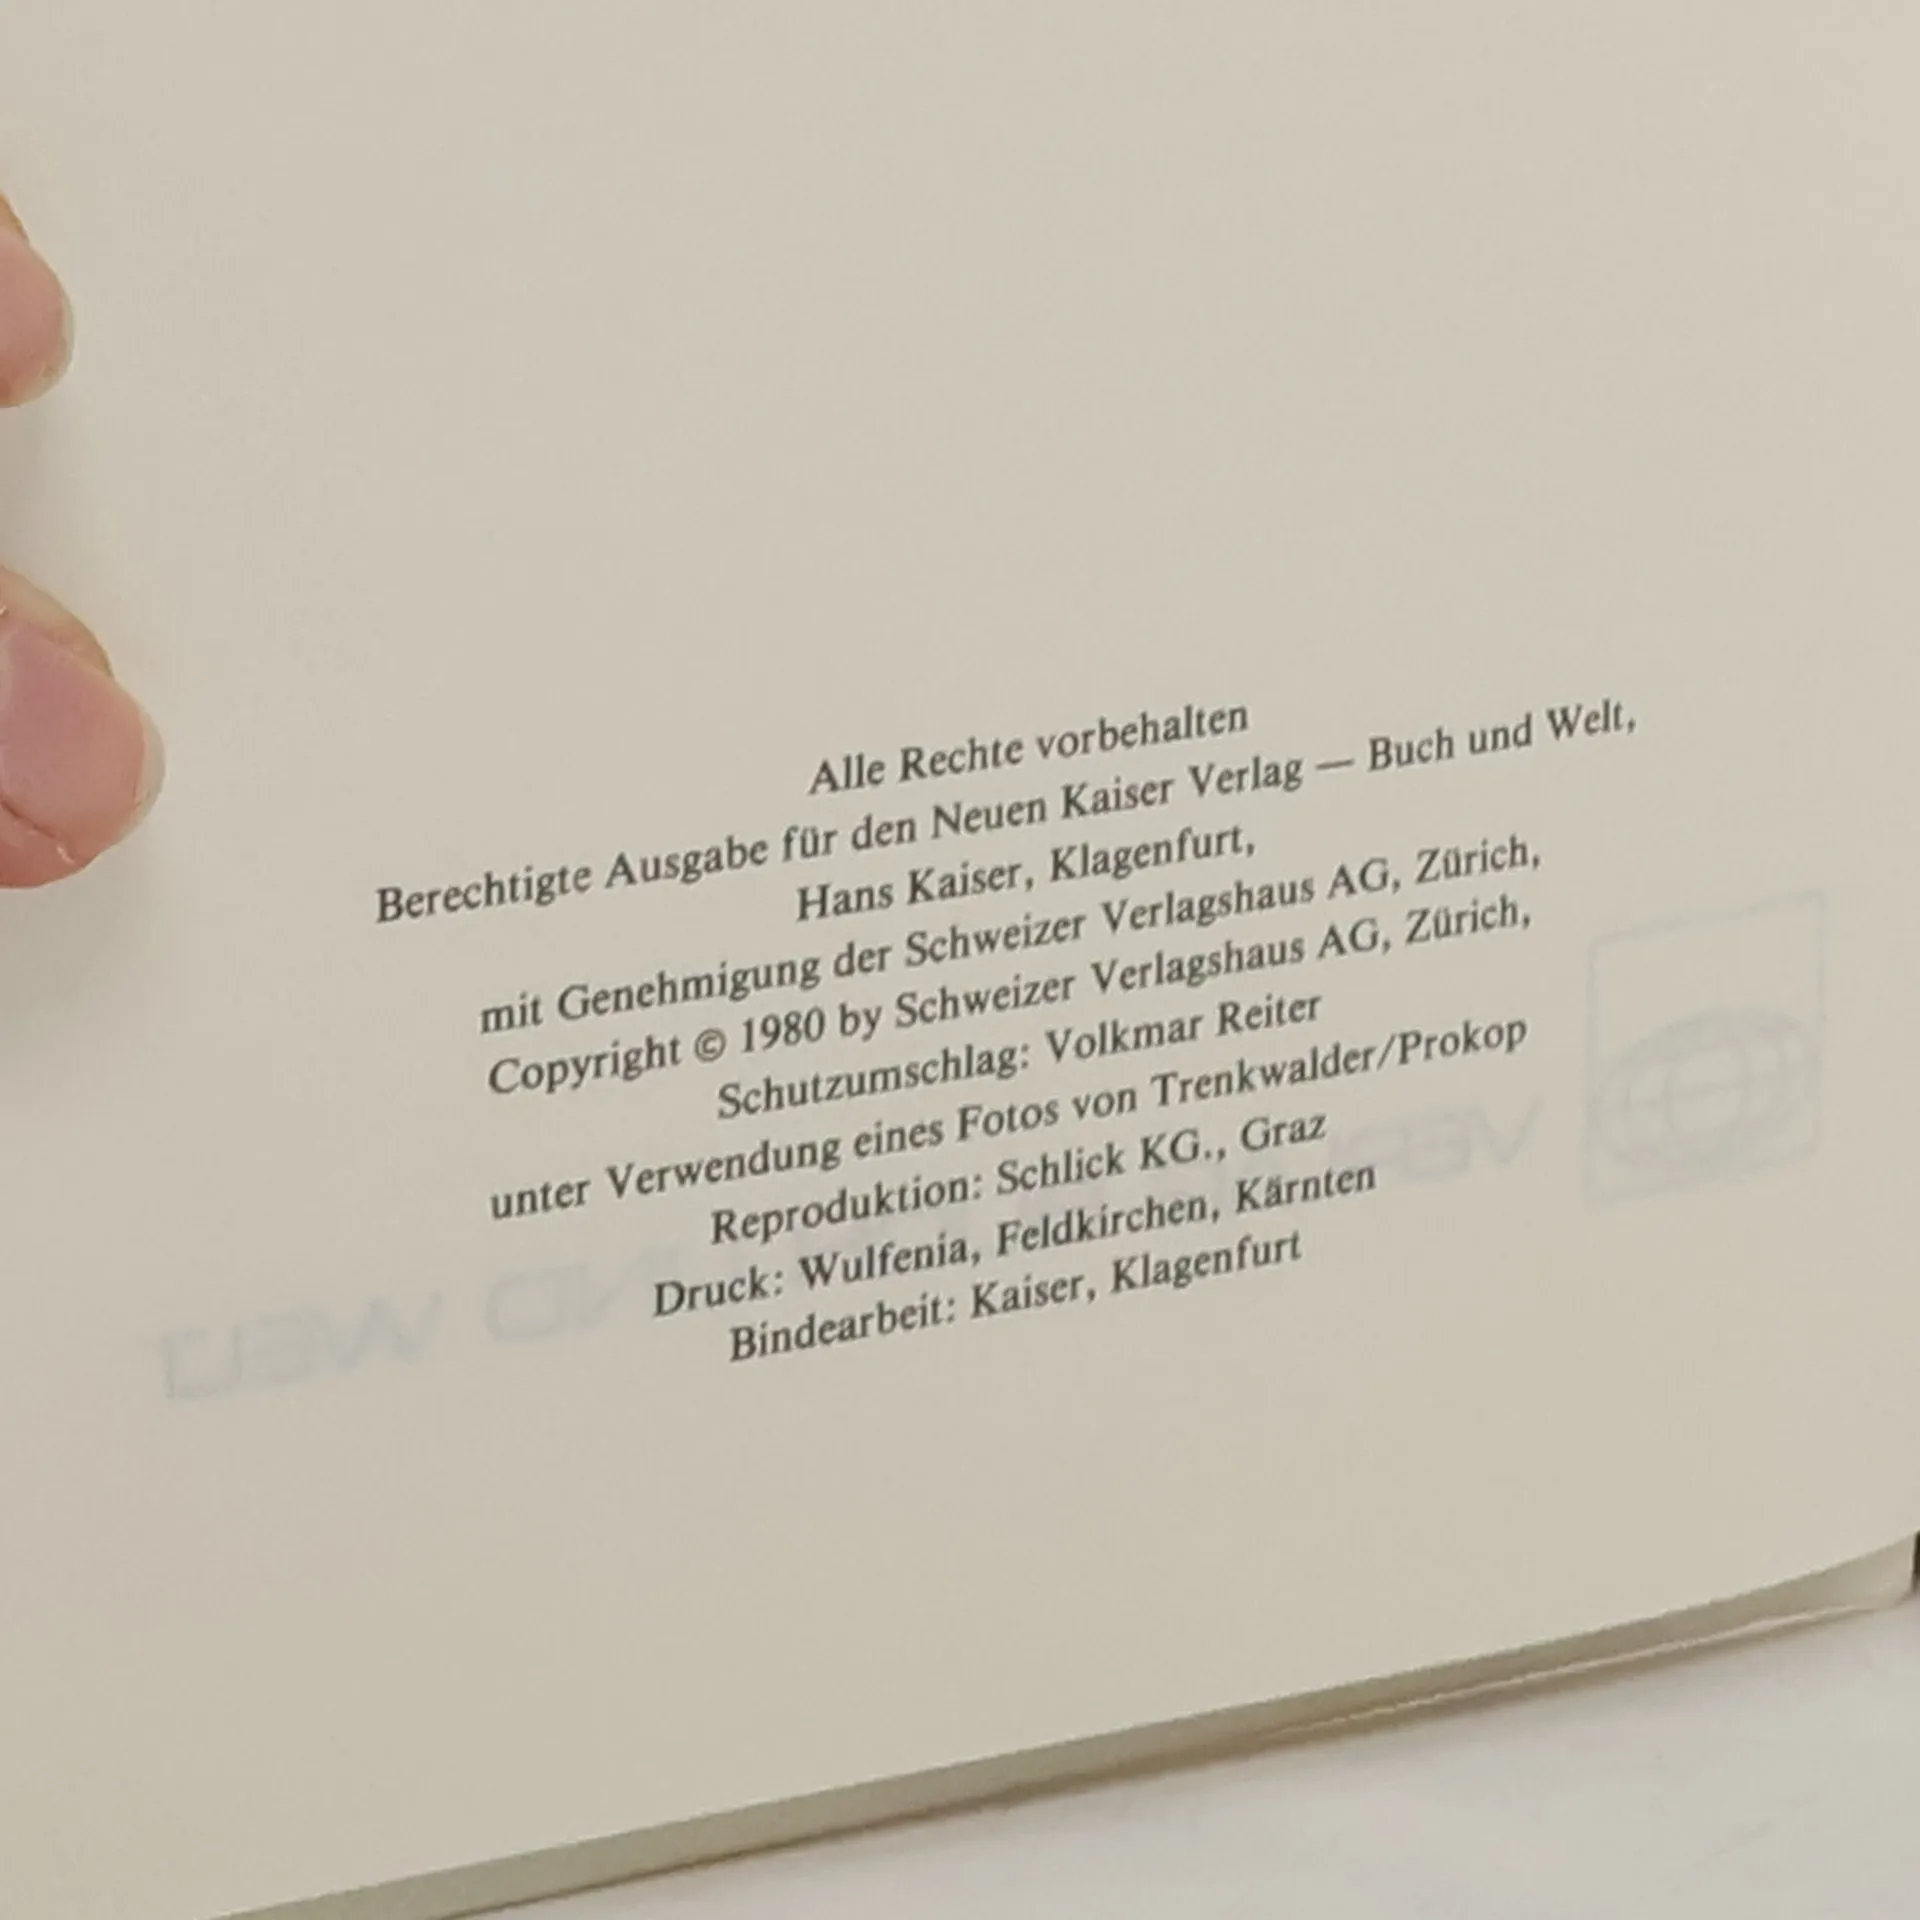 Alle Rechte vorbehalten
Berechtigte Ausgabe für den Neuen Kaiser Verlag — Buch und Welt,
Hans Kaiser, Klagenfurt,
mit Genehmigung der Schweizer Verlagshaus AG, Zürich,
Copyright © 1980 by Schweizer Verlagshaus AG, Zürich,
Schutzumschlag: Volkmar Reiter
unter Verwendung eines Fotos von Trenkwalder/Prokop
Reproduktion: Schlick KG., Graz
Druck: Wulfenia, Feldkirchen, Kärnten
Bindearbeit: Kaiser, Klagenfurt